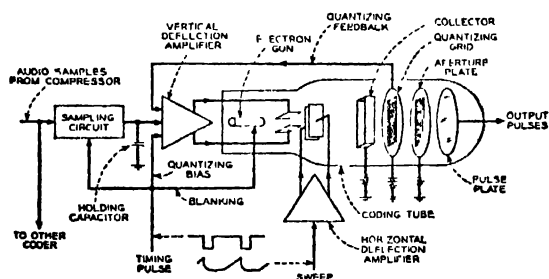 VERTICAL
DEFLECTION
AMPLIFIER
ELECTRON
GUN
QUANTIZING
FEEDBACK
COLLECTOR
QUANTIZING
GRID
APERTURE
PLATE
AUDIO SAMPLES
FROM COMPRESSOR
SAMPLING
CIRCUIT
OUTPUT
PULSES
QUANTIZING
BIAS
BLANKING
HOLDING
CAPACITOR
TO OTHER
CODER
CODING TUBE
PULSE
PLATE
HORIZONTAL
DEFLECTION
AMPLIFIER
TIMING
PULSE
SWEEP